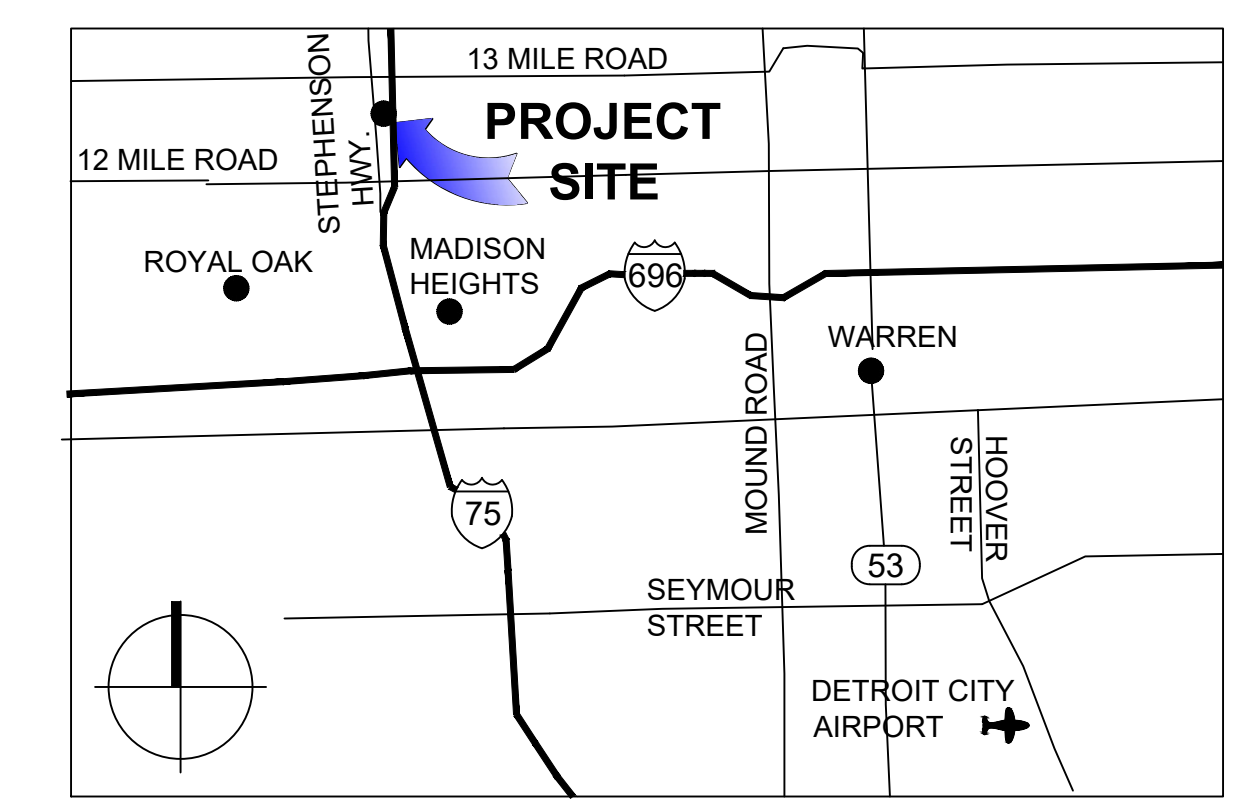 13 MILE ROAD
STEPHENSON
HWY.
PROJECT
SITE
12 MILE ROAD
ROYAL OAK
MADISON
HEIGHTS
696
WARREN
MOUND ROAD
HOOVER
STREET
75
53
SEYMOUR
STREET
DETROIT CITY
AIRPORT